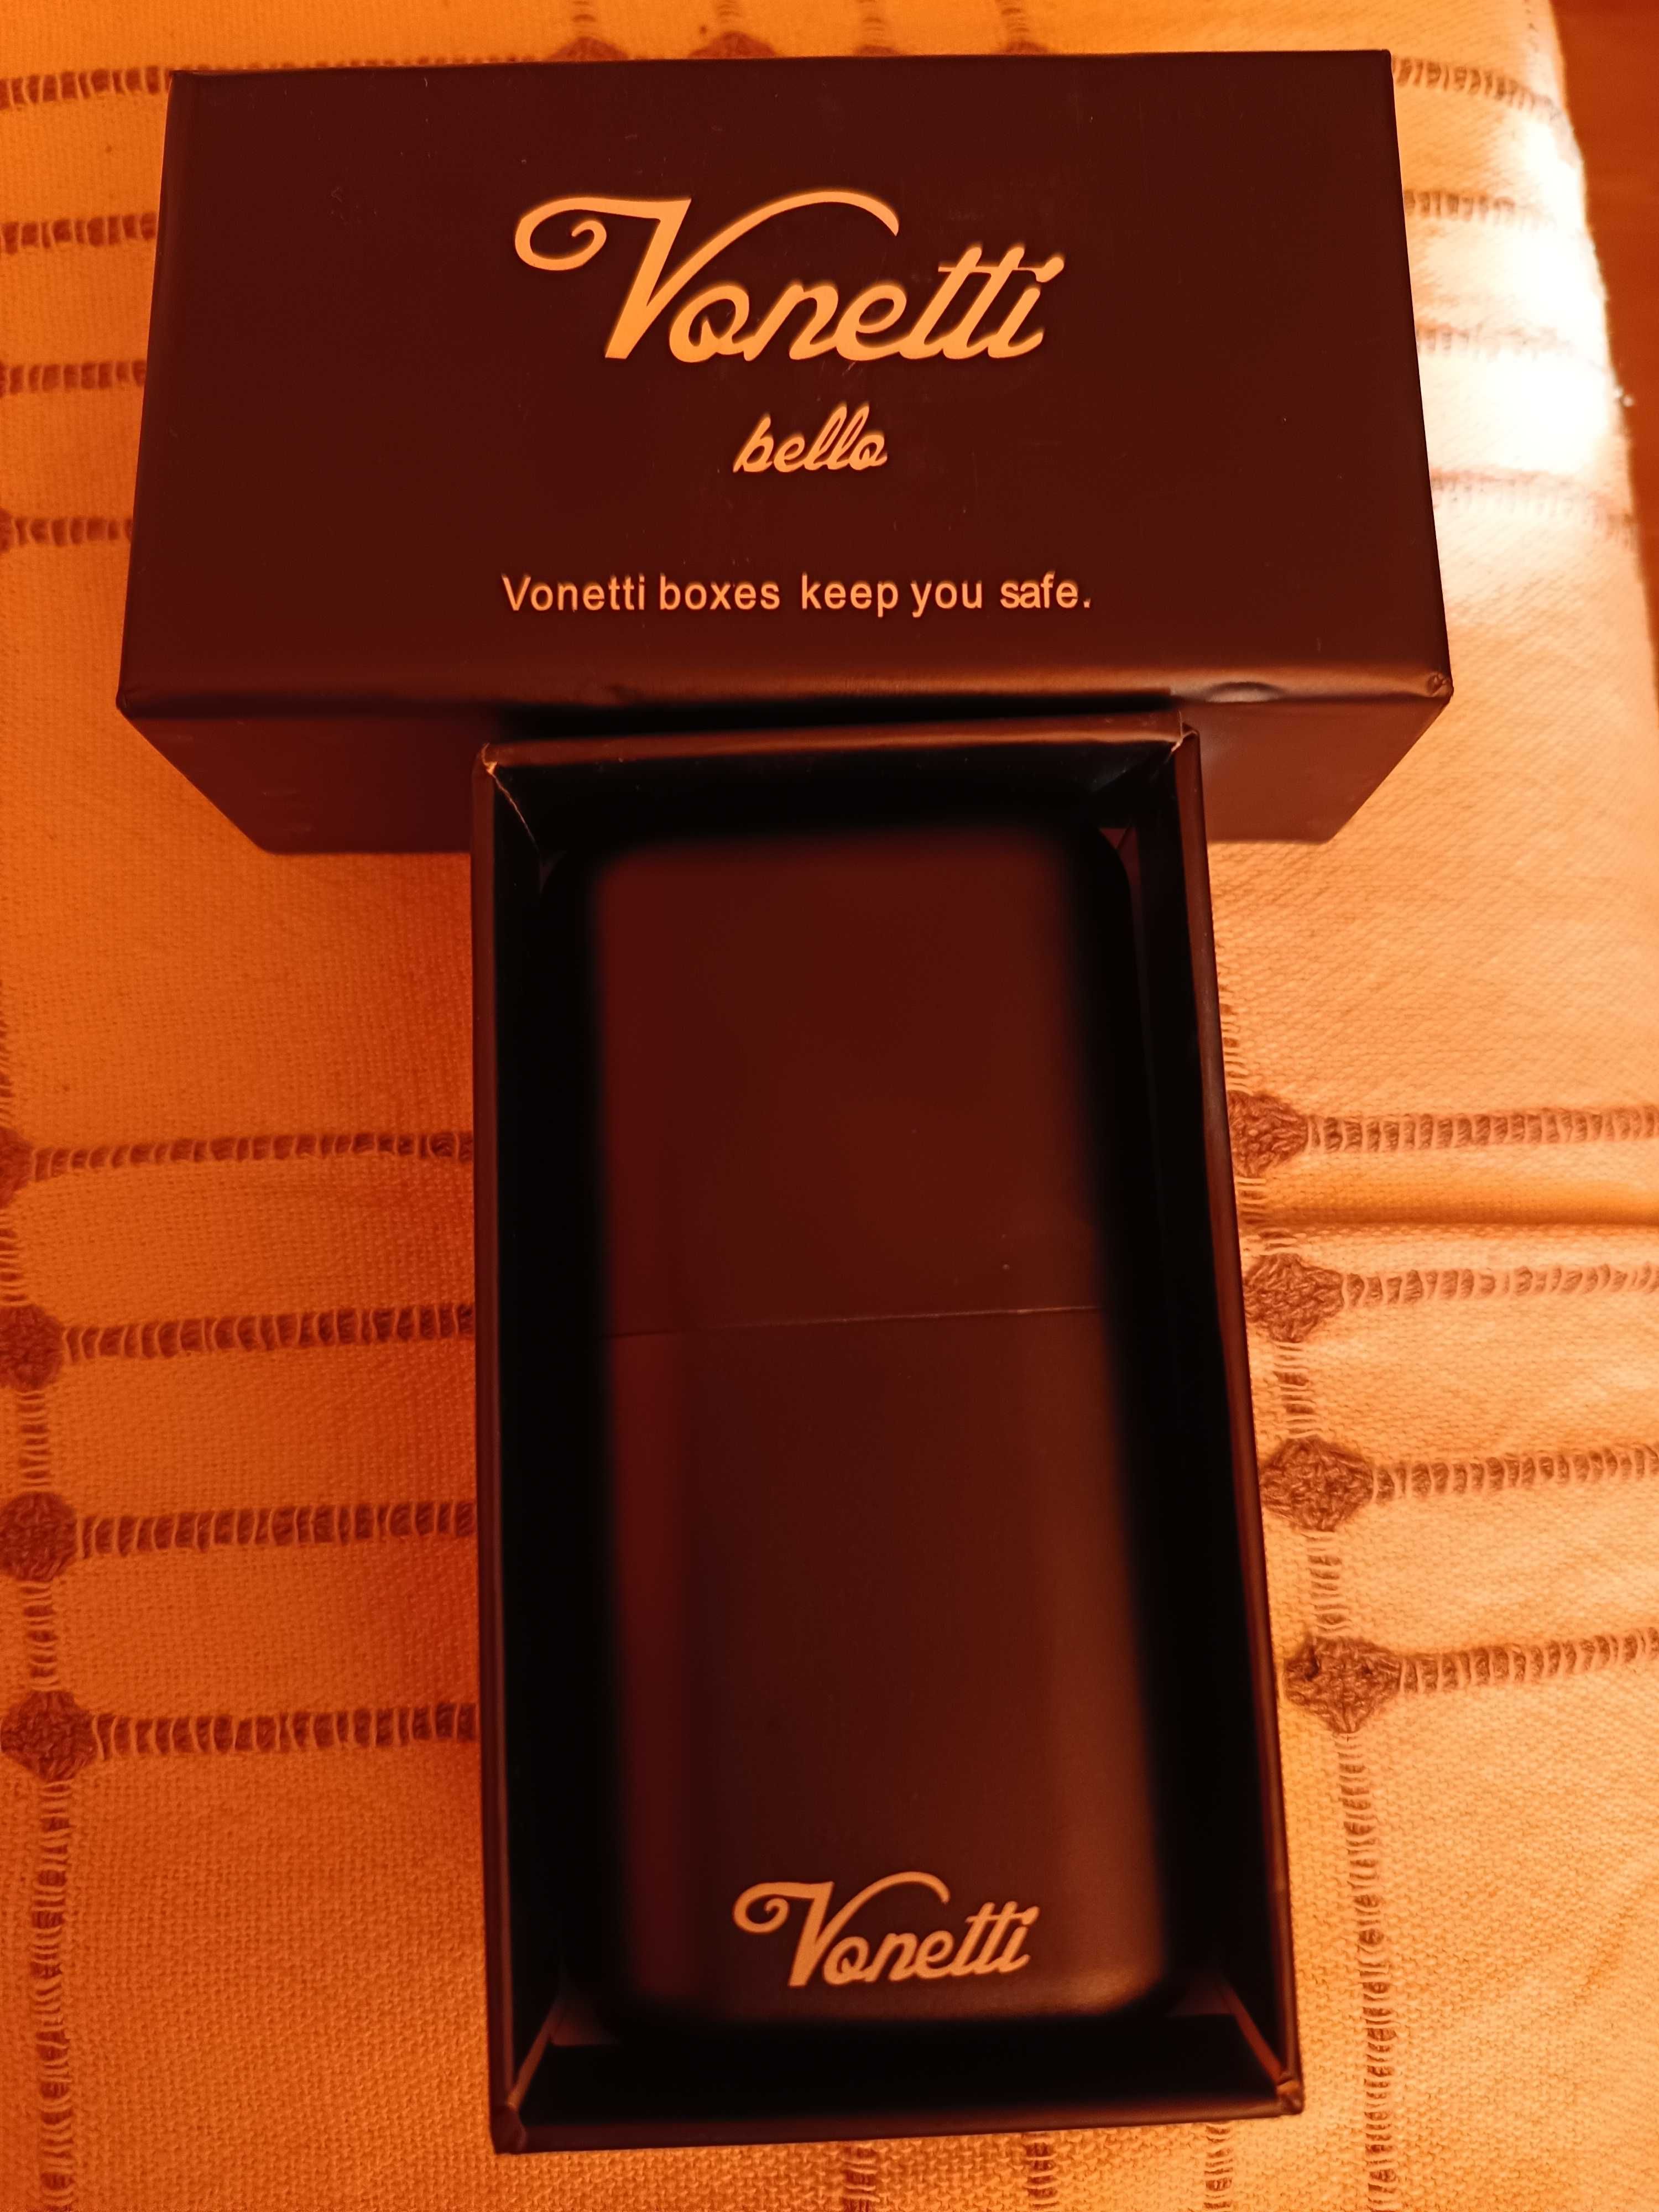 Vonetti
bello
Vonetti boxes keep you safe.
Vonetti